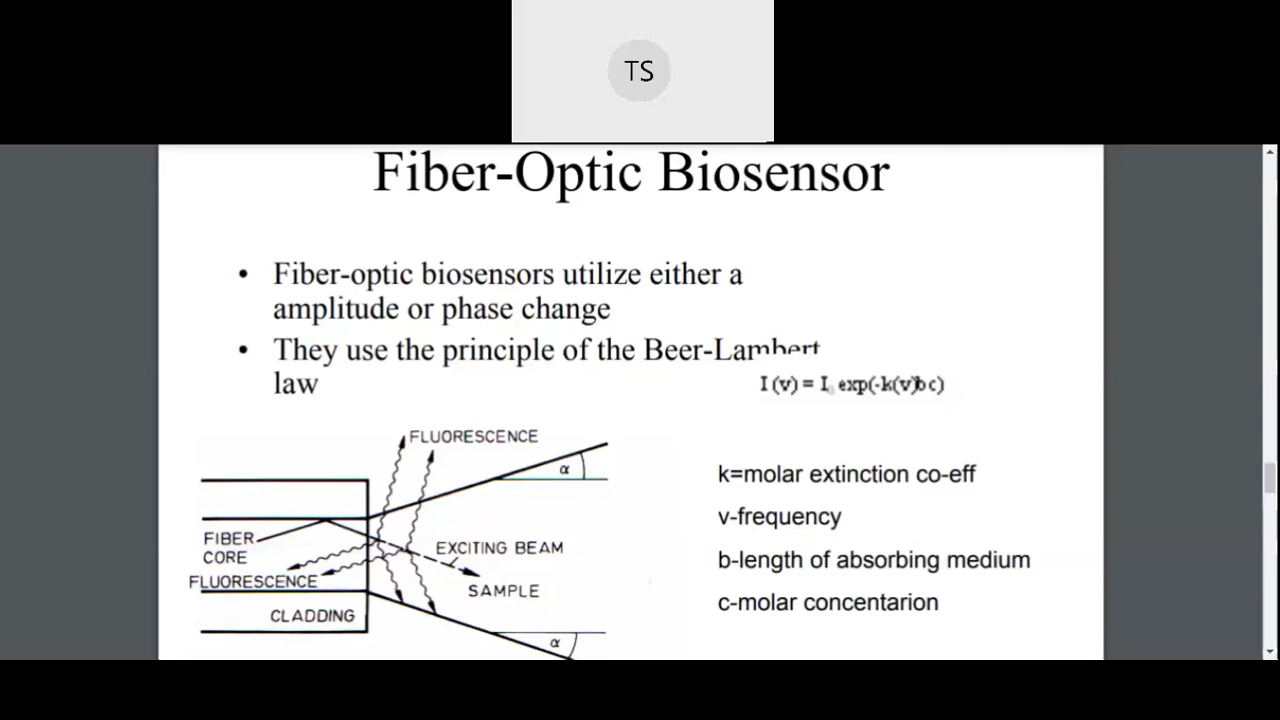 TS
Fiber-Optic Biosensor
• Fiber-optic biosensors utilize either a
amplitude or phase change
• They use the principle of the Beer-Lambert
law
I(v) = I₀ exp(-k(v)bc)
FLUORESCENCE
α
FIBER
CORE
EXCITING BEAM
FLUORESCENCE
SAMPLE
CLADDING
α
k=molar extinction co-eff
v-frequency
b-length of absorbing medium
c-molar concentarion